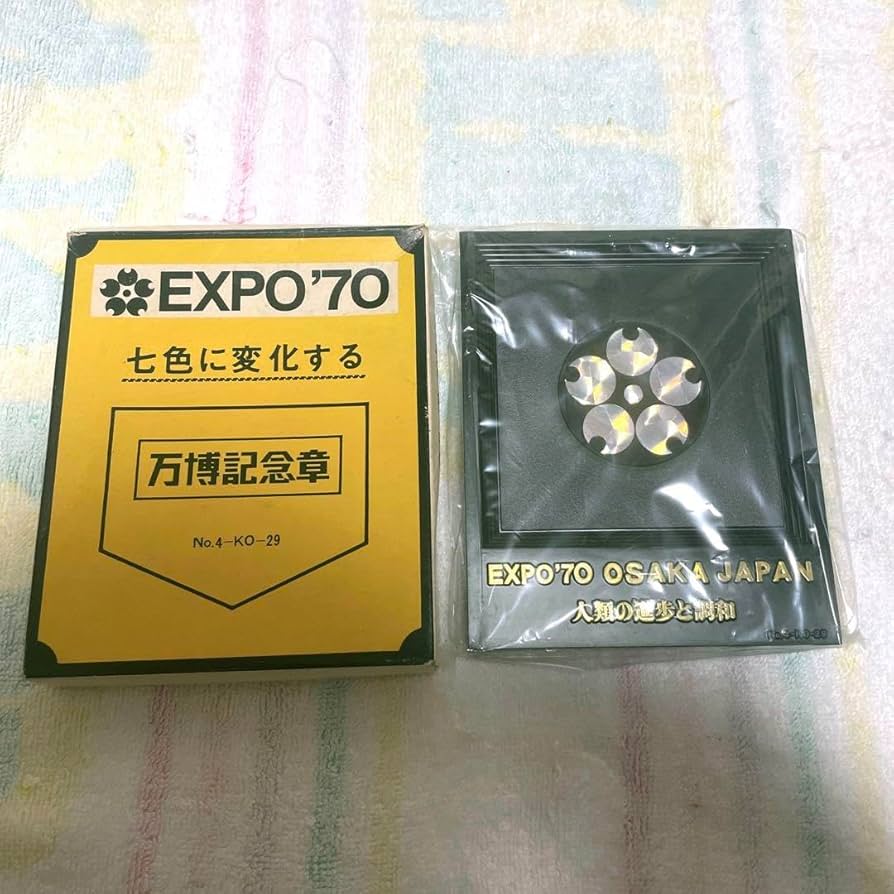 EXPO'70
七色に変化する
万博記念章
No.4-KO-29
EXPO'70 OSAKA JAPAN
人類の進歩と調和